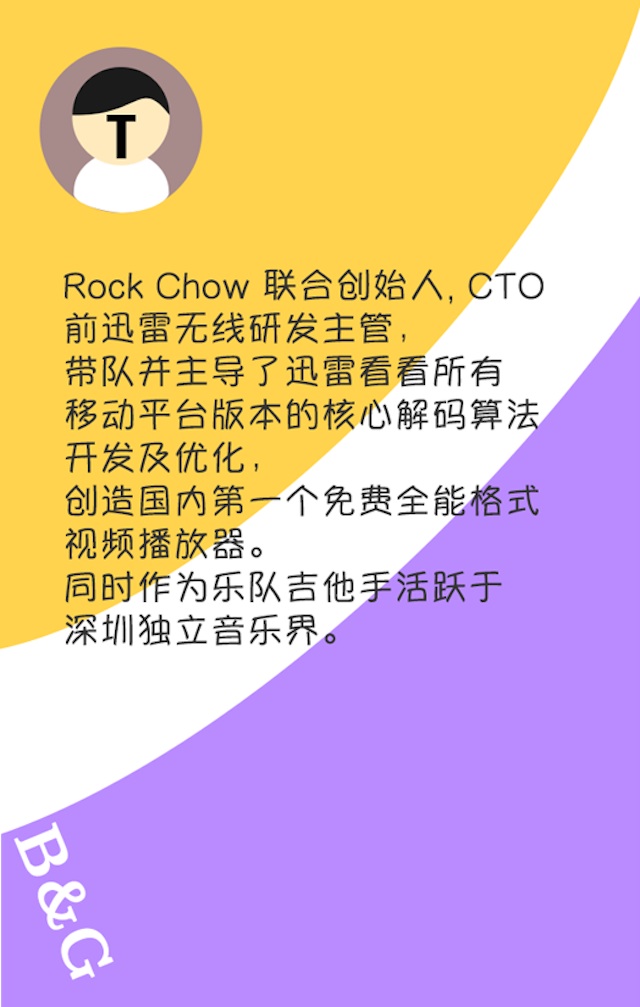 T
Rock Chow 联合创始人, CTO
前迅雷无线研发主管,
带队并主导了迅雷看看所有
移动平台版本的核心解码算法
开发及优化,
创造国内第一个免费全能格式
视频播放器。
同时作为乐队吉他手活跃于
深圳独立音乐界。
B&G